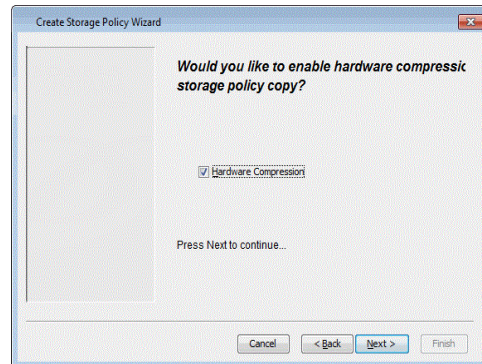 Create Storage Policy Wizard
Would you like to enable hardware compressic
storage policy copy?
Hardware Compression
Press Next to continue...
Cancel
< Back
Next >
Finish